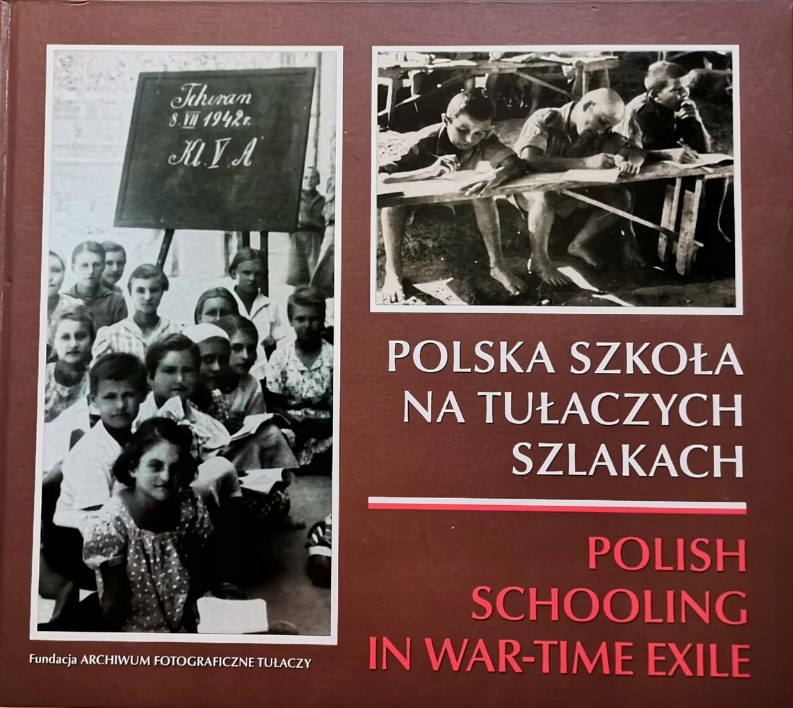 Teheran
8.VII 1942r.
Kl. V. A
POLSKA SZKOŁA
NA TUŁACZYCH
SZLAKACH
POLISH
SCHOOLING
IN WAR-TIME EXILE
Fundacja ARCHIWUM FOTOGRAFICZNE TUŁACZY